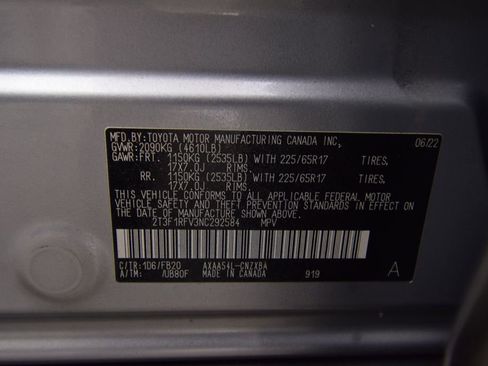 MFD.BY:TOYOTA MOTOR MANUFACTURING CANADA INC. 06/22
GVWR:2090KG (4610LB)
GAWR:FRT. 1150KG (2535LB) WITH 225/65R17 TIRES,
17X7.0J RIMS.
RR. 1150KG (2535LB) WITH 225/65R17 TIRES,
17X7.0J RIMS.
THIS VEHICLE CONFORMS TO ALL APPLICABLE FEDERAL MOTOR
VEHICLE SAFETY AND THEFT PREVENTION STANDARDS IN EFFECT
ON THE DATE OF MANUFACTURE SHOWN ABOVE.
2T3F1RFV3NC292584 MPV
C/TR:1D6/FB20 AXAA54L-CNZXBA
A/TM: /UB80F MADE IN CANADA 919 A